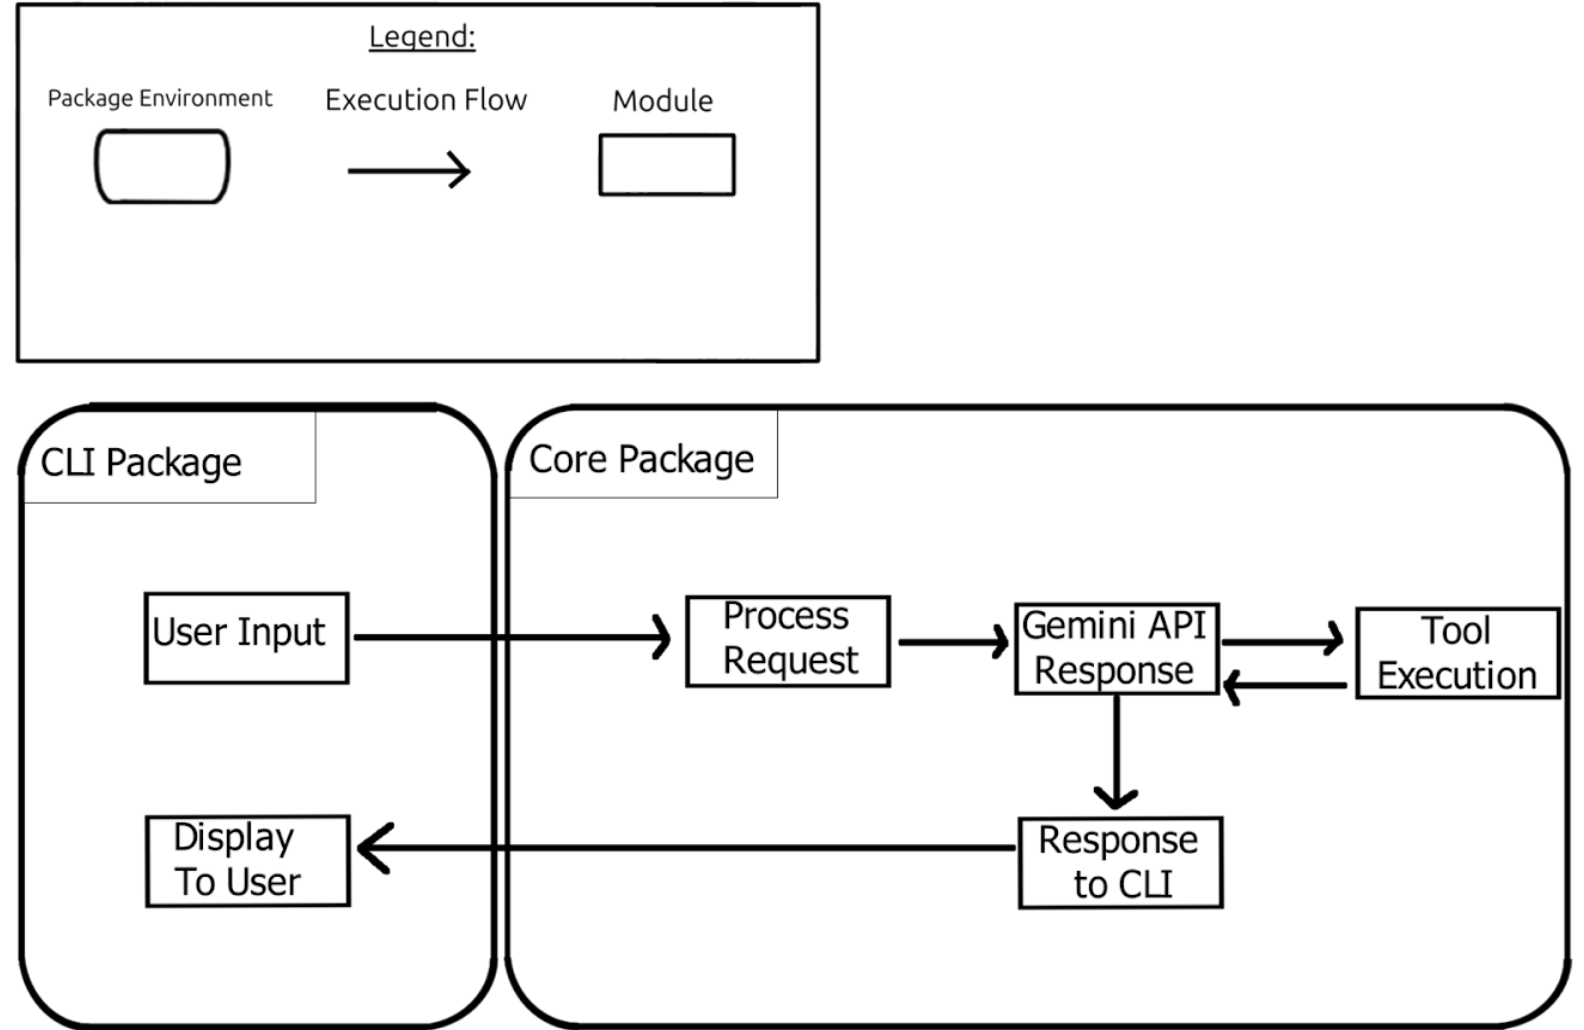 Legend:
Package Environment
Execution Flow
Module
CLI Package
Core Package
User Input
Process
Request
Gemini API
Response
Tool
Execution
Display
To User
Response
to CLI